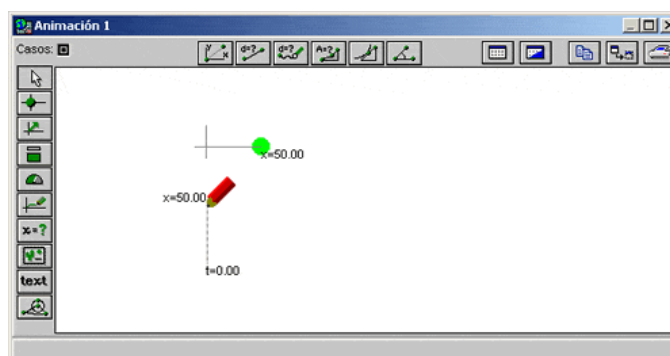 Animación 1
Casos:
y x d=? d=? A=?
x=50.00
x=50.00
t=0.00
x=?
text